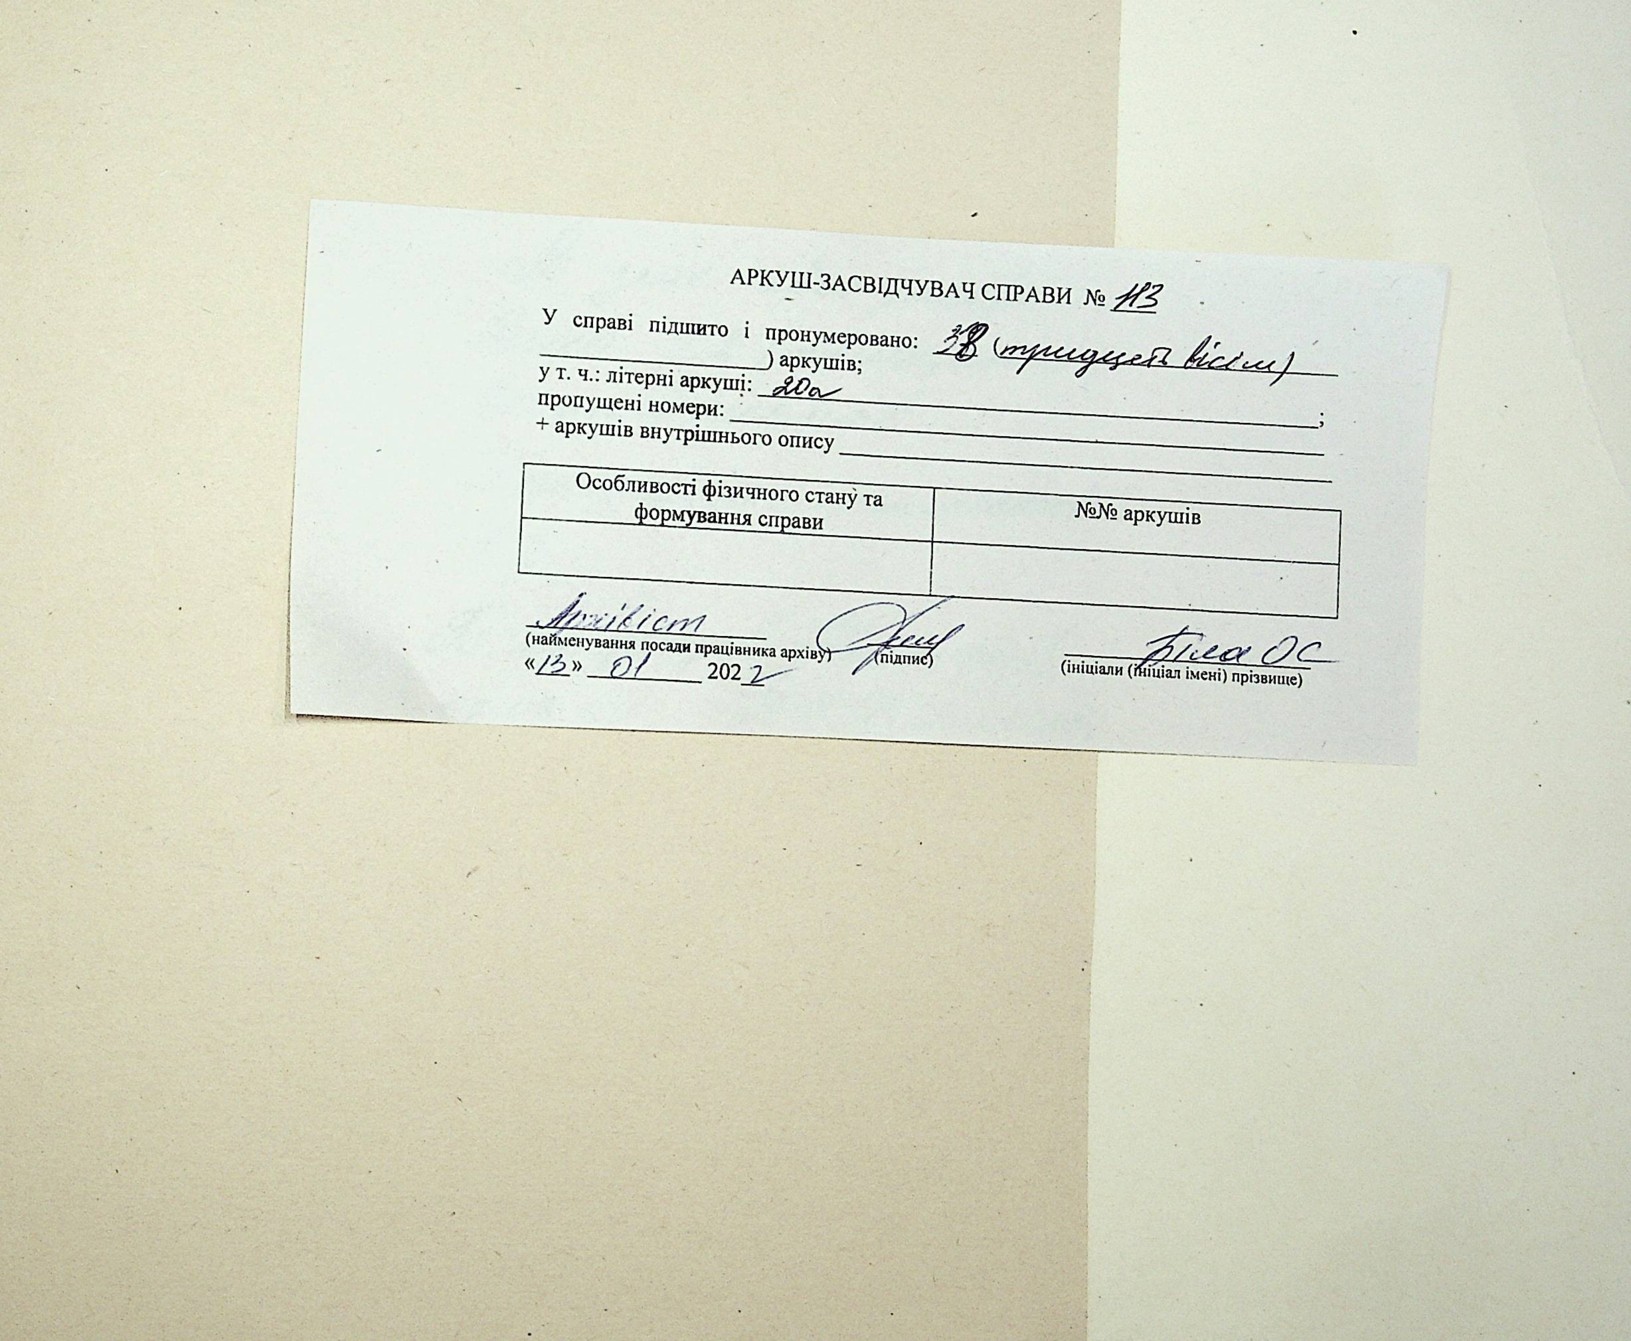 АРКУШ-ЗАСВІДЧУВАЧ СПРАВИ № 113
У справі підшито і пронумеровано: 38 (тридцять вісім)
) аркушів;
у т. ч.: літерні аркуші: 20а ;
пропущені номери:
+ аркушів внутрішнього опису
Особливості фізичного стану та
формування справи
№№ аркушів
Архівіст
(найменування посади працівника архіву) (підпис)
Біла ОС
(ініціали (ініціал імені) прізвище)
«13» 01 2022